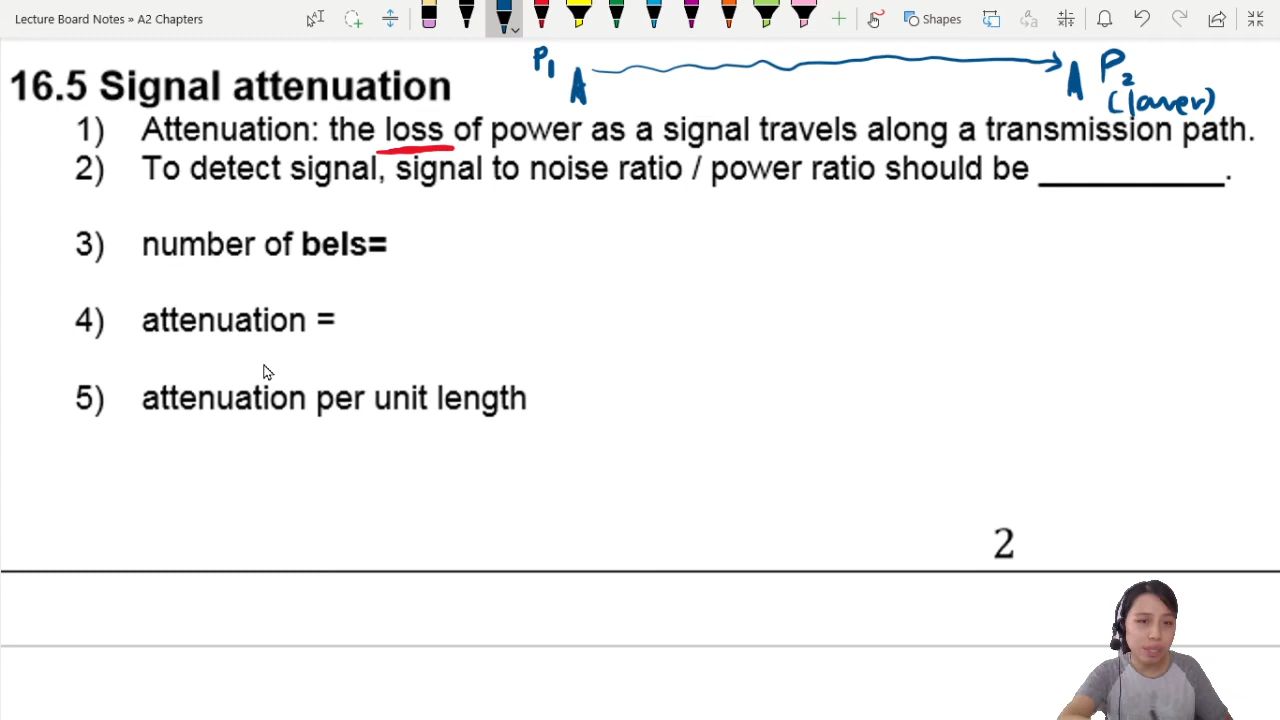 Lecture Board Notes » A2 Chapters
Shapes
P1 A A P2
(lower)
16.5 Signal attenuation
1) Attenuation: the loss of power as a signal travels along a transmission path.
2) To detect signal, signal to noise ratio / power ratio should be __________.
3) number of bels=
4) attenuation =
5) attenuation per unit length
2